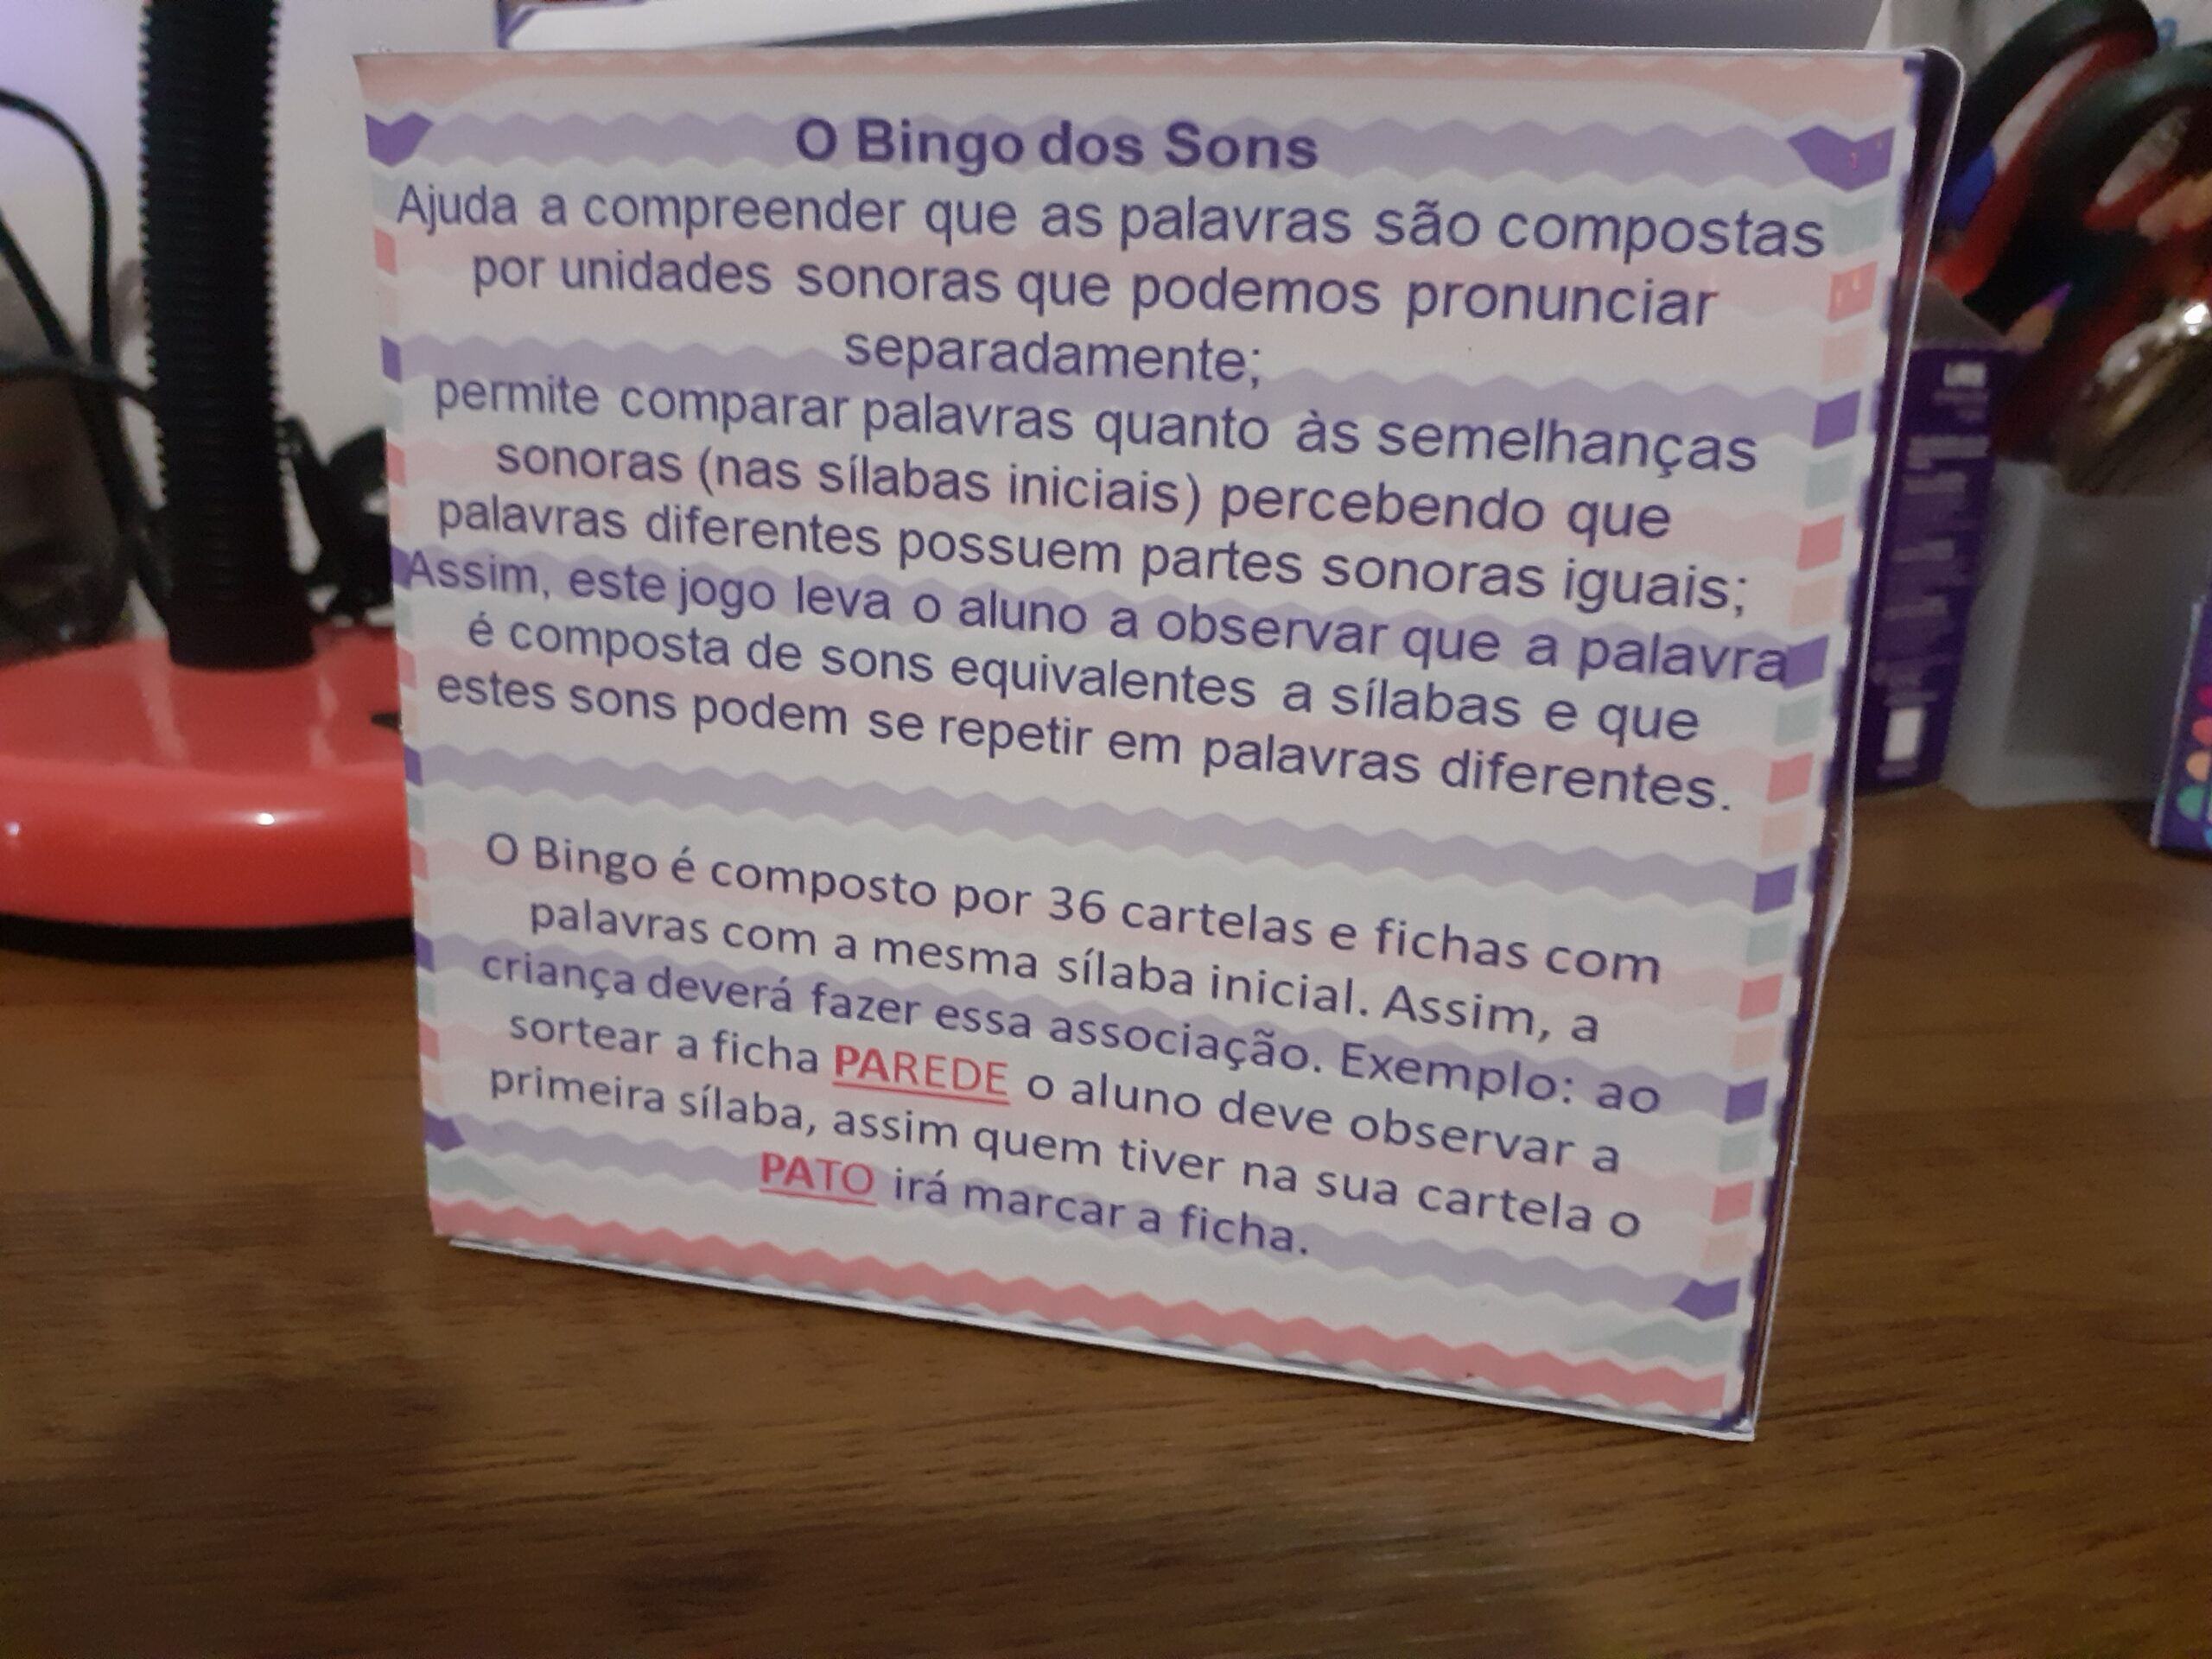 O Bingo dos Sons
Ajuda a compreender que as palavras são compostas
por unidades sonoras que podemos pronunciar
separadamente;
permite comparar palavras quanto às semelhanças
sonoras (nas sílabas iniciais) percebendo que
palavras diferentes possuem partes sonoras iguais;
Assim, este jogo leva o aluno a observar que a palavra
é composta de sons equivalentes a sílabas e que
estes sons podem se repetir em palavras diferentes.
O Bingo é composto por 36 cartelas e fichas com
palavras com a mesma sílaba inicial. Assim, a
criança deverá fazer essa associação. Exemplo: ao
sortear a ficha PAREDE o aluno deve observar a
primeira sílaba, assim quem tiver na sua cartela o
PATO irá marcar a ficha.